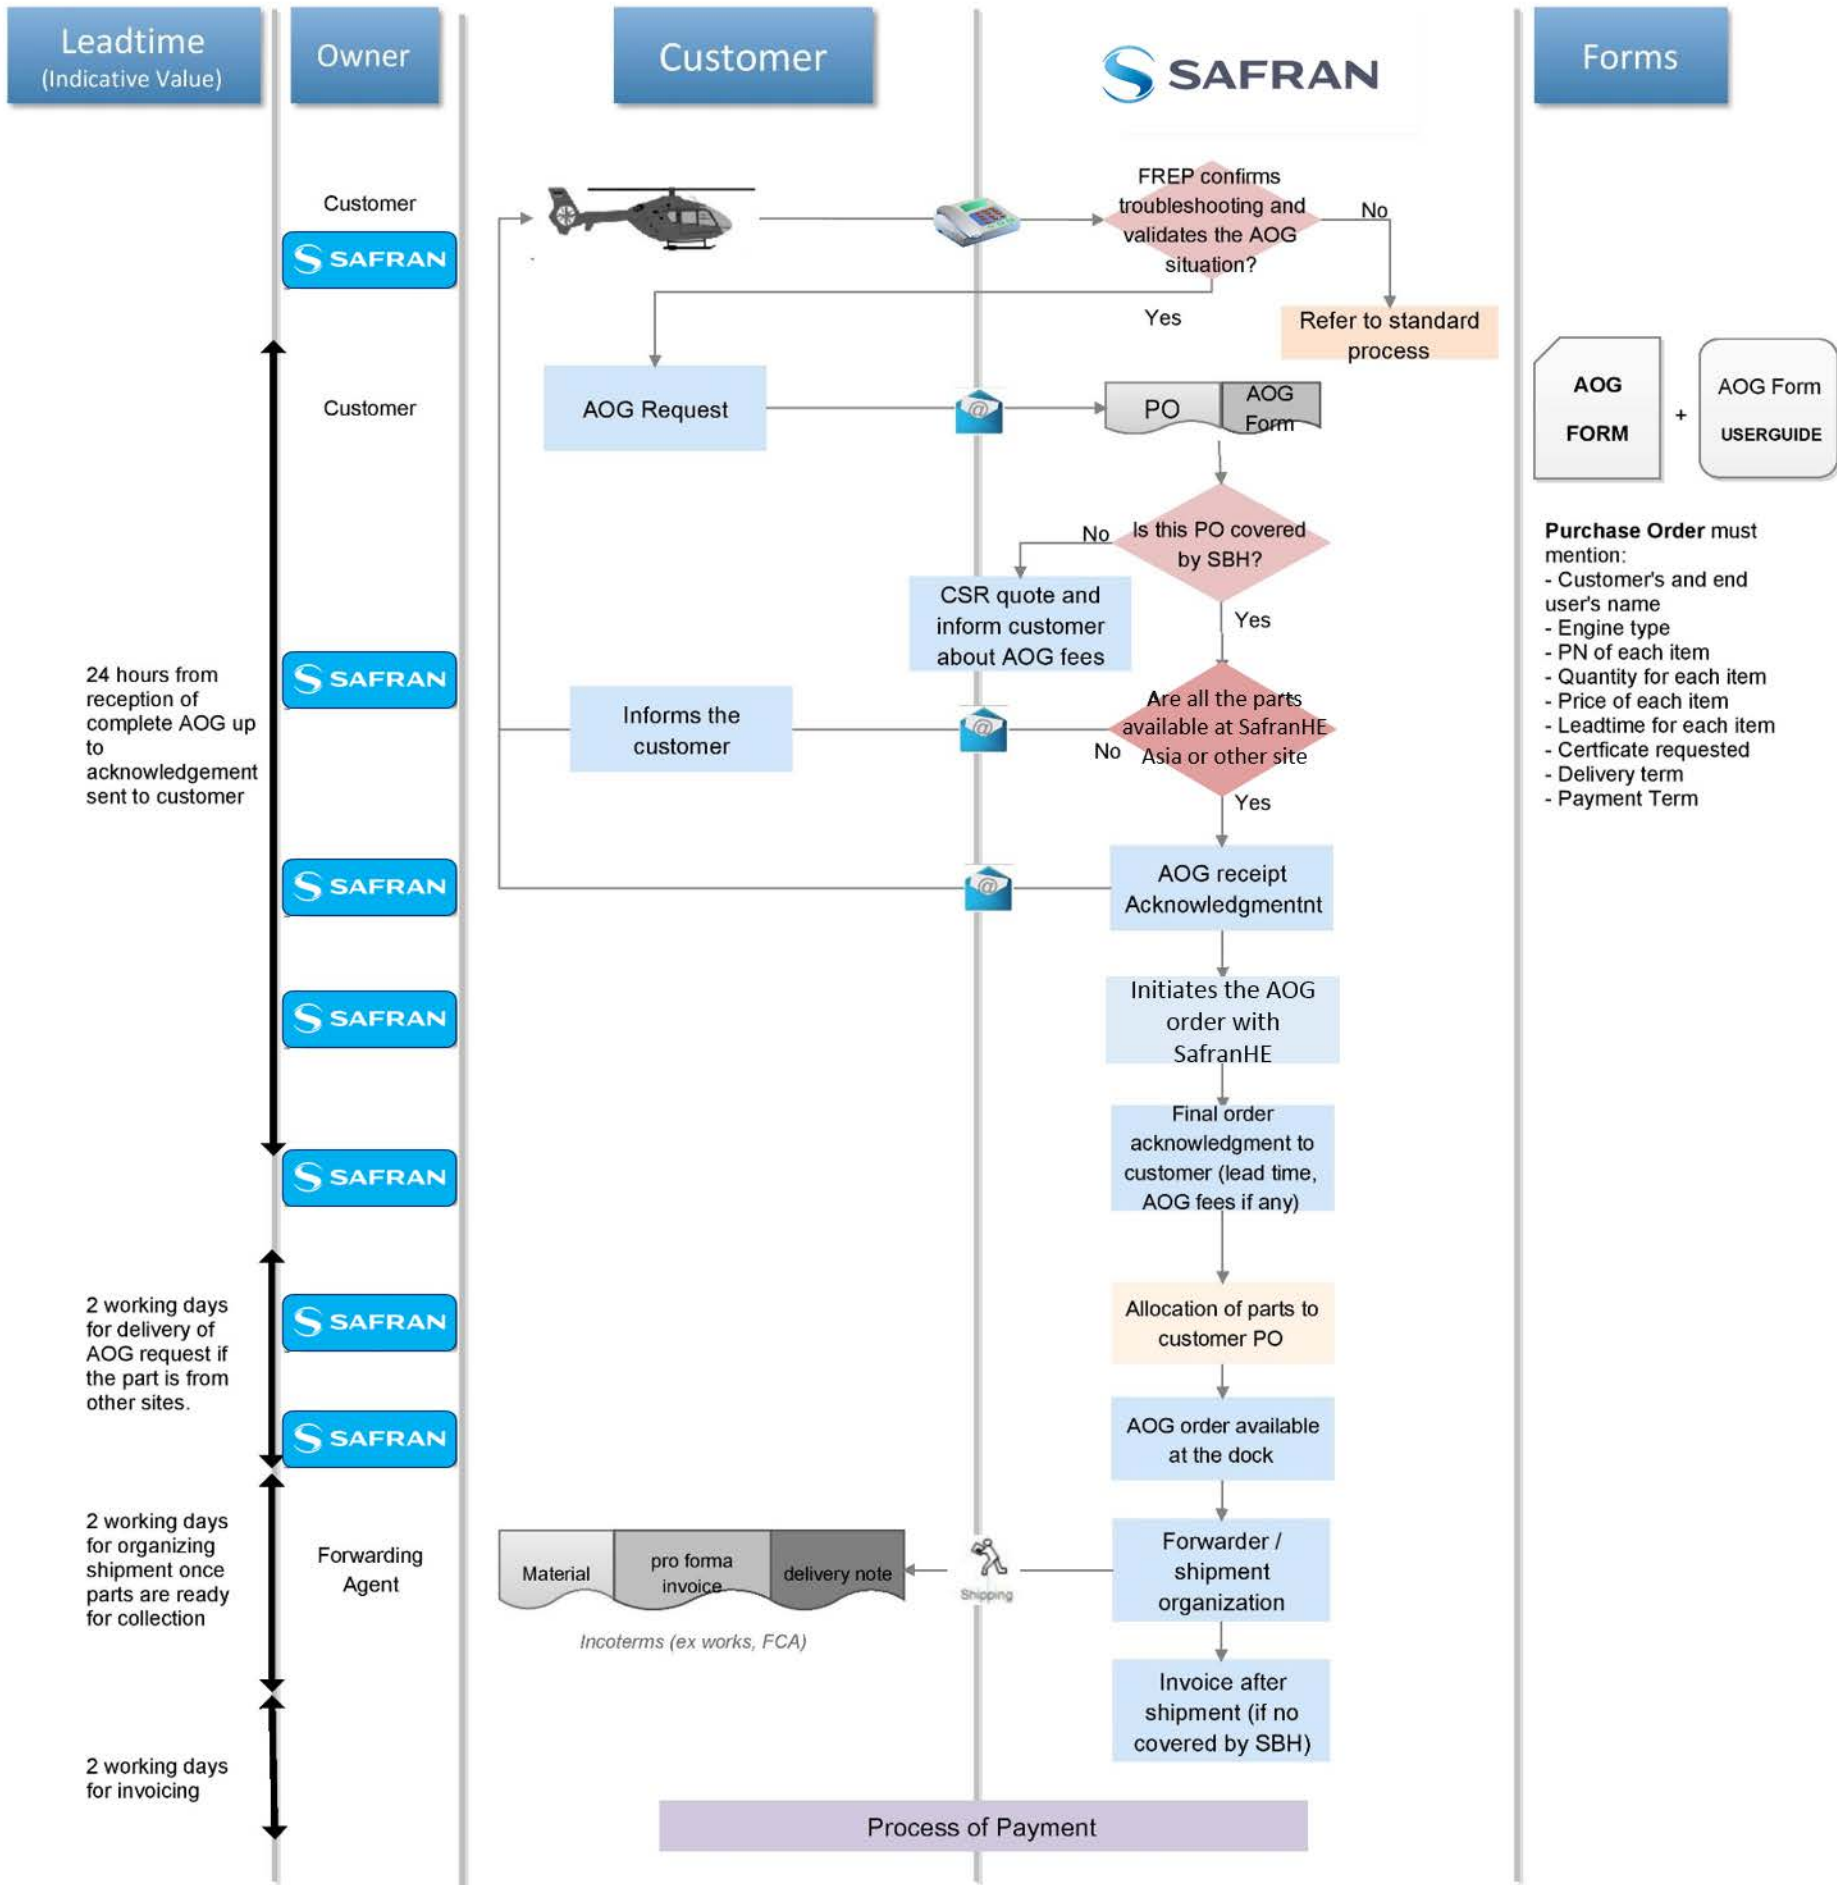 Leadtime
(Indicative Value)
Owner
Customer
SAFRAN
Forms
Customer
SAFRAN
FREP confirms
troubleshooting and
validates the AOG
situation?
No
Yes
Refer to standard
process
Customer
AOG Request
@
PO
AOG
Form
AOG
FORM
+
AOG Form
USERGUIDE
Is this PO covered
by SBH?
No
Yes
CSR quote and
inform customer
about AOG fees
Purchase Order must
mention:
- Customer's and end
user's name
- Engine type
- PN of each item
- Quantity for each item
- Price of each item
- Leadtime for each item
- Certficate requested
- Delivery term
- Payment Term
24 hours from
reception of
complete AOG up
to
acknowledgement
sent to customer
SAFRAN
Informs the
customer
@
Are all the parts
available at SafranHE
Asia or other site
No
Yes
SAFRAN
@
AOG receipt
Acknowledgmentnt
SAFRAN
Initiates the AOG
order with
SafranHE
SAFRAN
Final order
acknowledgment to
customer (lead time,
AOG fees if any)
2 working days
for delivery of
AOG request if
the part is from
other sites.
SAFRAN
Allocation of parts to
customer PO
SAFRAN
AOG order available
at the dock
2 working days
for organizing
shipment once
parts are ready
for collection
Forwarding
Agent
Material
pro forma
invoice
delivery note
Shipping
Forwarder /
shipment
organization
Incoterms (ex works, FCA)
Invoice after
shipment (if no
covered by SBH)
2 working days
for invoicing
Process of Payment